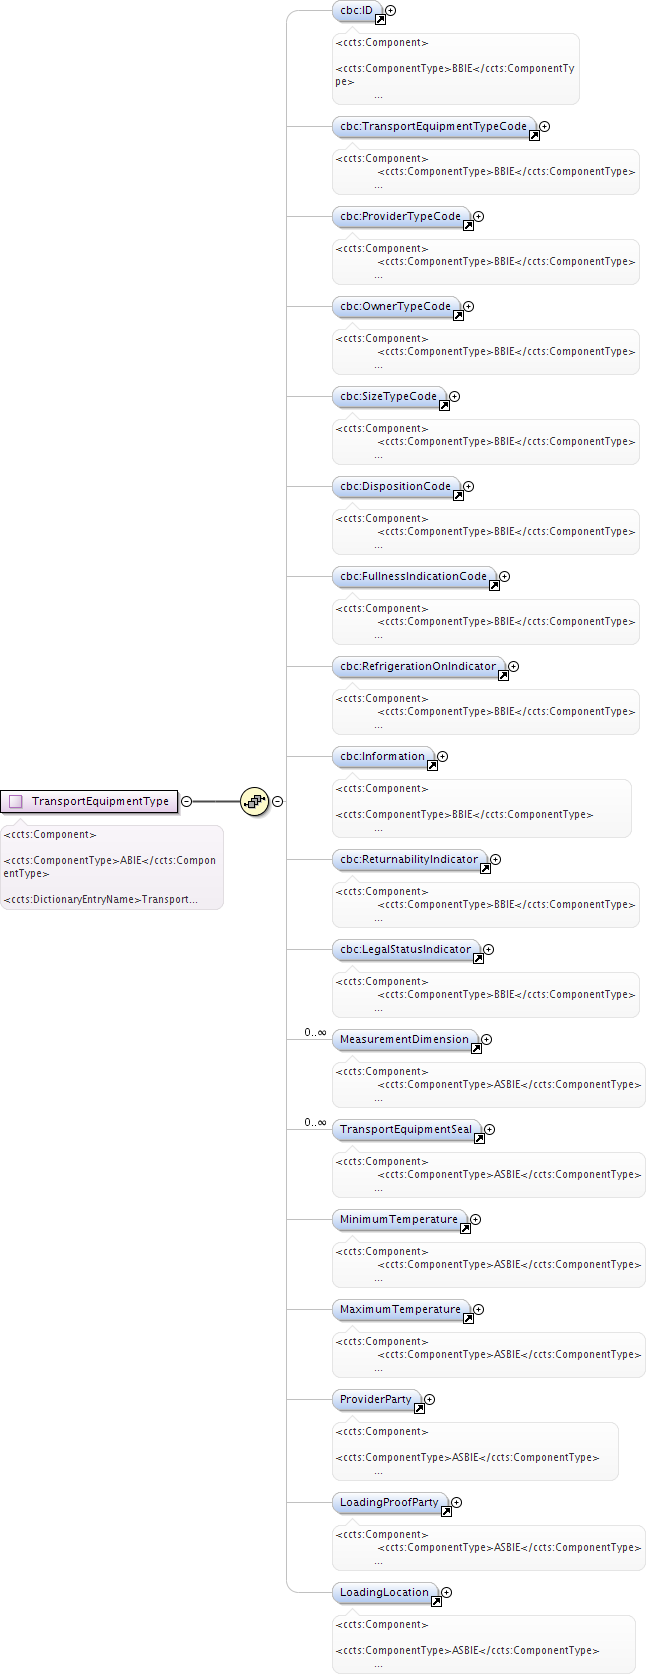 cbc:ID
<ccts:Component>
<ccts:ComponentType>BBIE</ccts:ComponentTy
pe>
...
cbc:TransportEquipmentTypeCode
<ccts:Component>
<ccts:ComponentType>BBIE</ccts:ComponentType>
...
cbc:ProviderTypeCode
<ccts:Component>
<ccts:ComponentType>BBIE</ccts:ComponentType>
...
cbc:OwnerTypeCode
<ccts:Component>
<ccts:ComponentType>BBIE</ccts:ComponentType>
...
cbc:SizeTypeCode
<ccts:Component>
<ccts:ComponentType>BBIE</ccts:ComponentType>
...
cbc:DispositionCode
<ccts:Component>
<ccts:ComponentType>BBIE</ccts:ComponentType>
...
cbc:FullnessIndicationCode
<ccts:Component>
<ccts:ComponentType>BBIE</ccts:ComponentType>
...
cbc:RefrigerationOnIndicator
<ccts:Component>
<ccts:ComponentType>BBIE</ccts:ComponentType>
...
cbc:Information
<ccts:Component>
<ccts:ComponentType>BBIE</ccts:ComponentType>
...
TransportEquipmentType
<ccts:Component>
<ccts:ComponentType>ABIE</ccts:Compon
entType>
<ccts:DictionaryEntryName>Transport...
cbc:ReturnabilityIndicator
<ccts:Component>
<ccts:ComponentType>BBIE</ccts:ComponentType>
...
cbc:LegalStatusIndicator
<ccts:Component>
<ccts:ComponentType>BBIE</ccts:ComponentType>
...
0..∞
MeasurementDimension
<ccts:Component>
<ccts:ComponentType>ASBIE</ccts:ComponentType>
...
0..∞
TransportEquipmentSeal
<ccts:Component>
<ccts:ComponentType>ASBIE</ccts:ComponentType>
...
MinimumTemperature
<ccts:Component>
<ccts:ComponentType>ASBIE</ccts:ComponentType>
...
MaximumTemperature
<ccts:Component>
<ccts:ComponentType>ASBIE</ccts:ComponentType>
...
ProviderParty
<ccts:Component>
<ccts:ComponentType>ASBIE</ccts:ComponentType>
...
LoadingProofParty
<ccts:Component>
<ccts:ComponentType>ASBIE</ccts:ComponentType>
...
LoadingLocation
<ccts:Component>
<ccts:ComponentType>ASBIE</ccts:ComponentType>
...